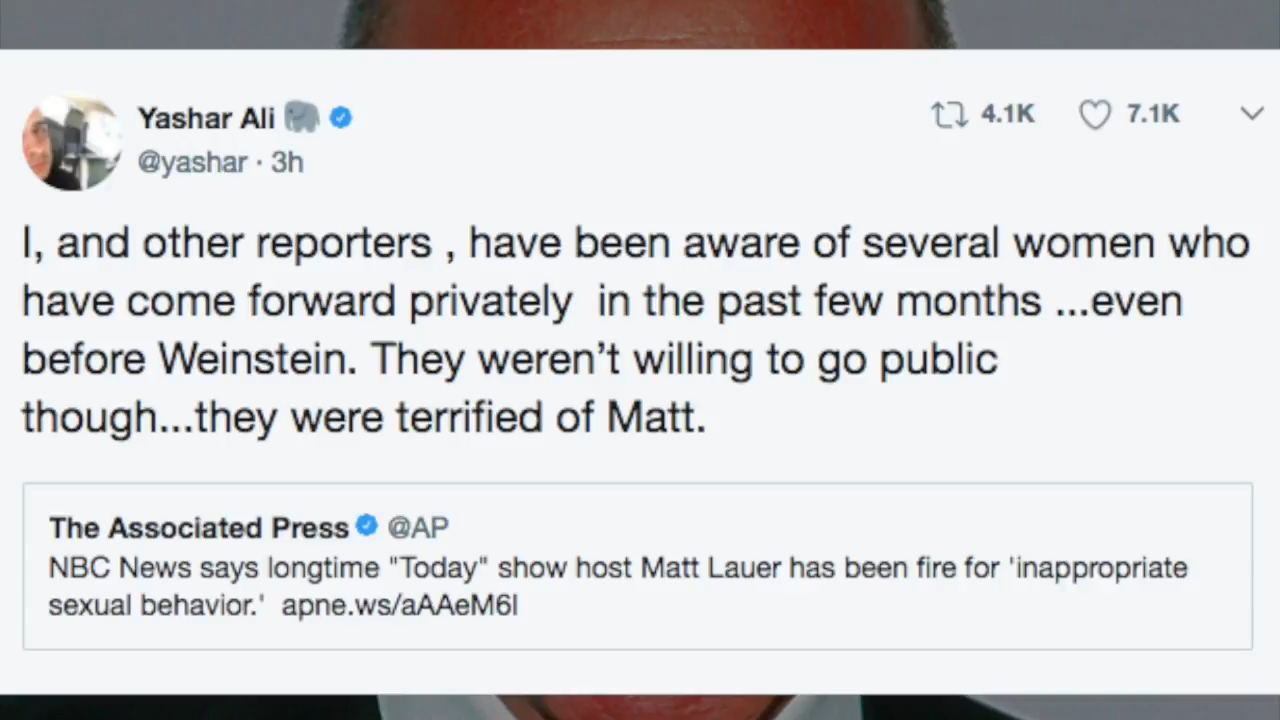 Yashar Ali
@yashar · 3h
4.1K 7.1K
I, and other reporters , have been aware of several women who
have come forward privately in the past few months ...even
before Weinstein. They weren’t willing to go public
though...they were terrified of Matt.
The Associated Press @AP
NBC News says longtime "Today" show host Matt Lauer has been fire for 'inappropriate
sexual behavior.' apne.ws/aAAeM6l